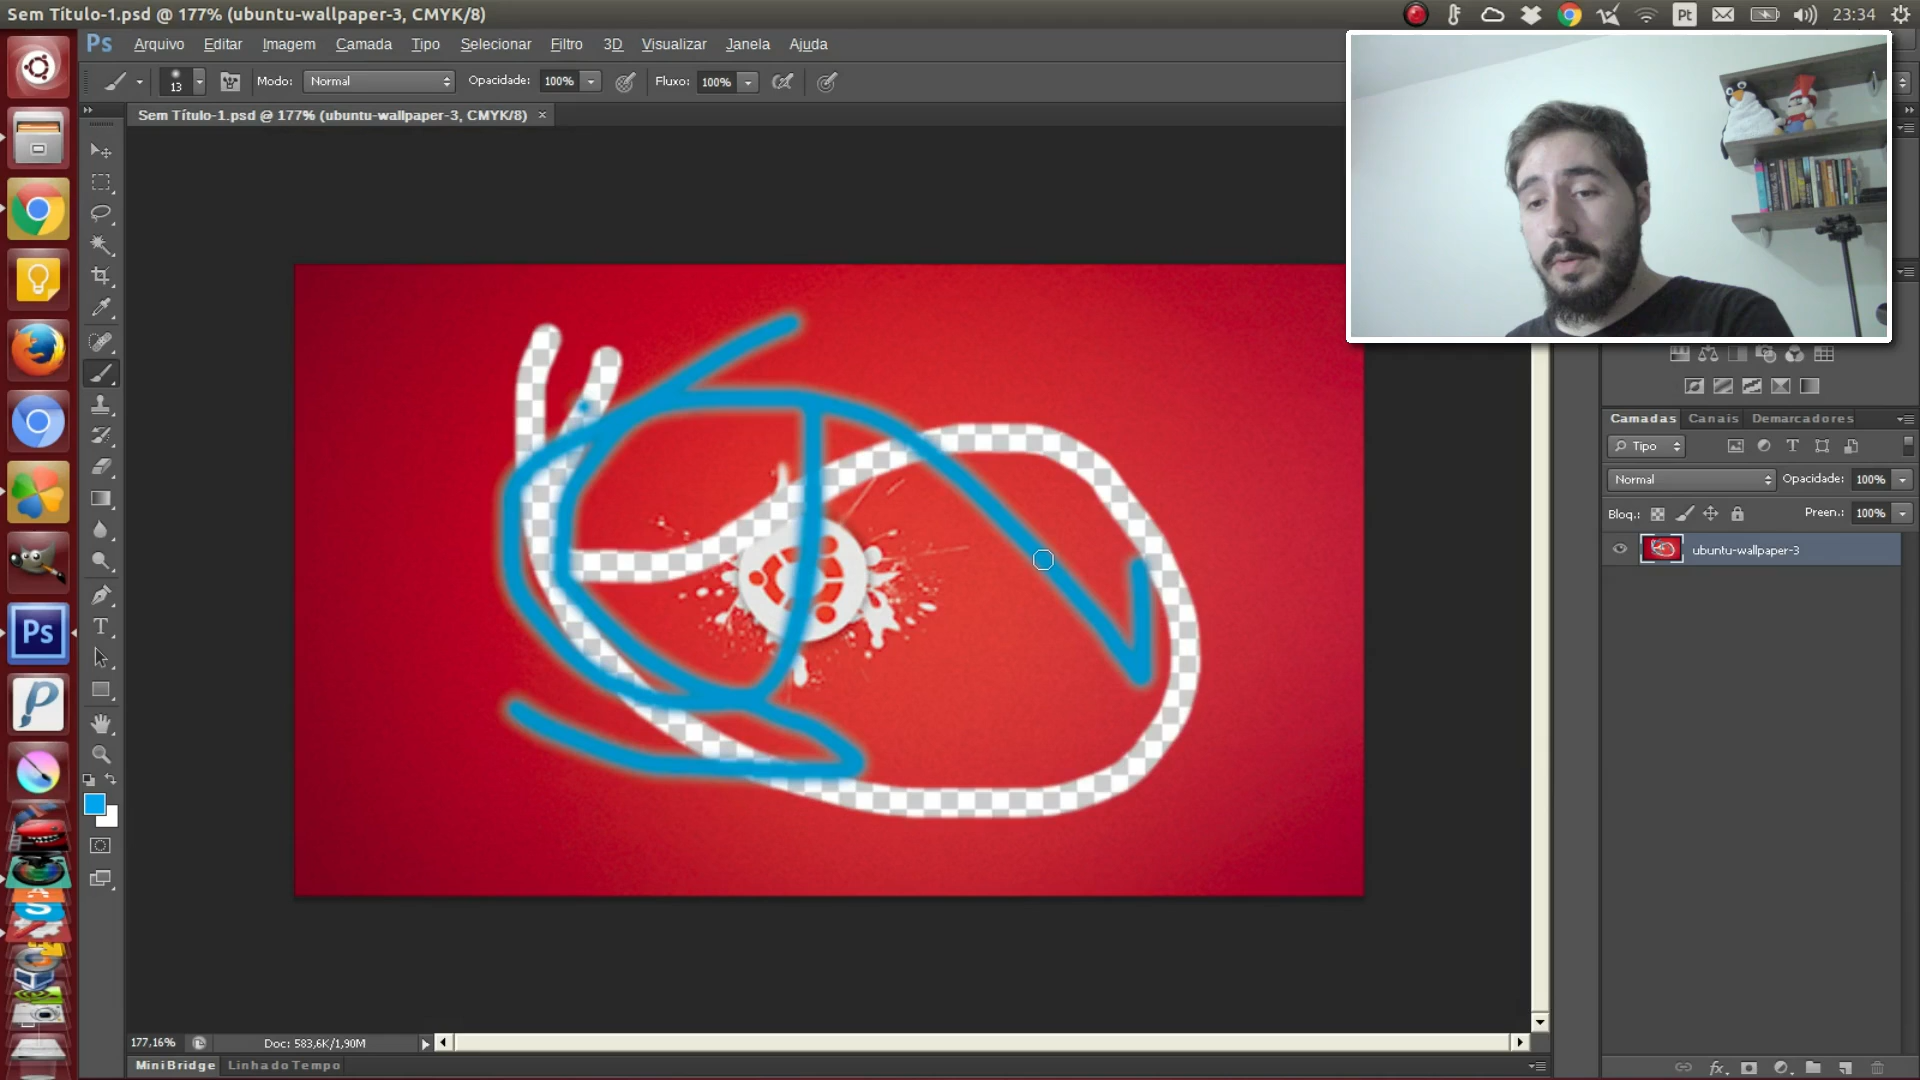 Sem Título-1.psd @ 177% (ubuntu-wallpaper-3, CMYK/8)
Pt
23:34
Ps Arquivo Editar Imagem Camada Tipo Selecionar Filtro 3D Visualizar Janela Ajuda
13 Modo: Normal Opacidade: 100% Fluxo: 100%
Sem Título-1.psd @ 177% (ubuntu-wallpaper-3, CMYK/8) ×
Camadas Canais Demarcadores
Tipo
Normal Opacidade: 100%
Bloq.: Preen.: 100%
ubuntu-wallpaper-3
Ps
177,16% Doc: 583,6K/1,90M
Mini Bridge Linha do Tempo
fx